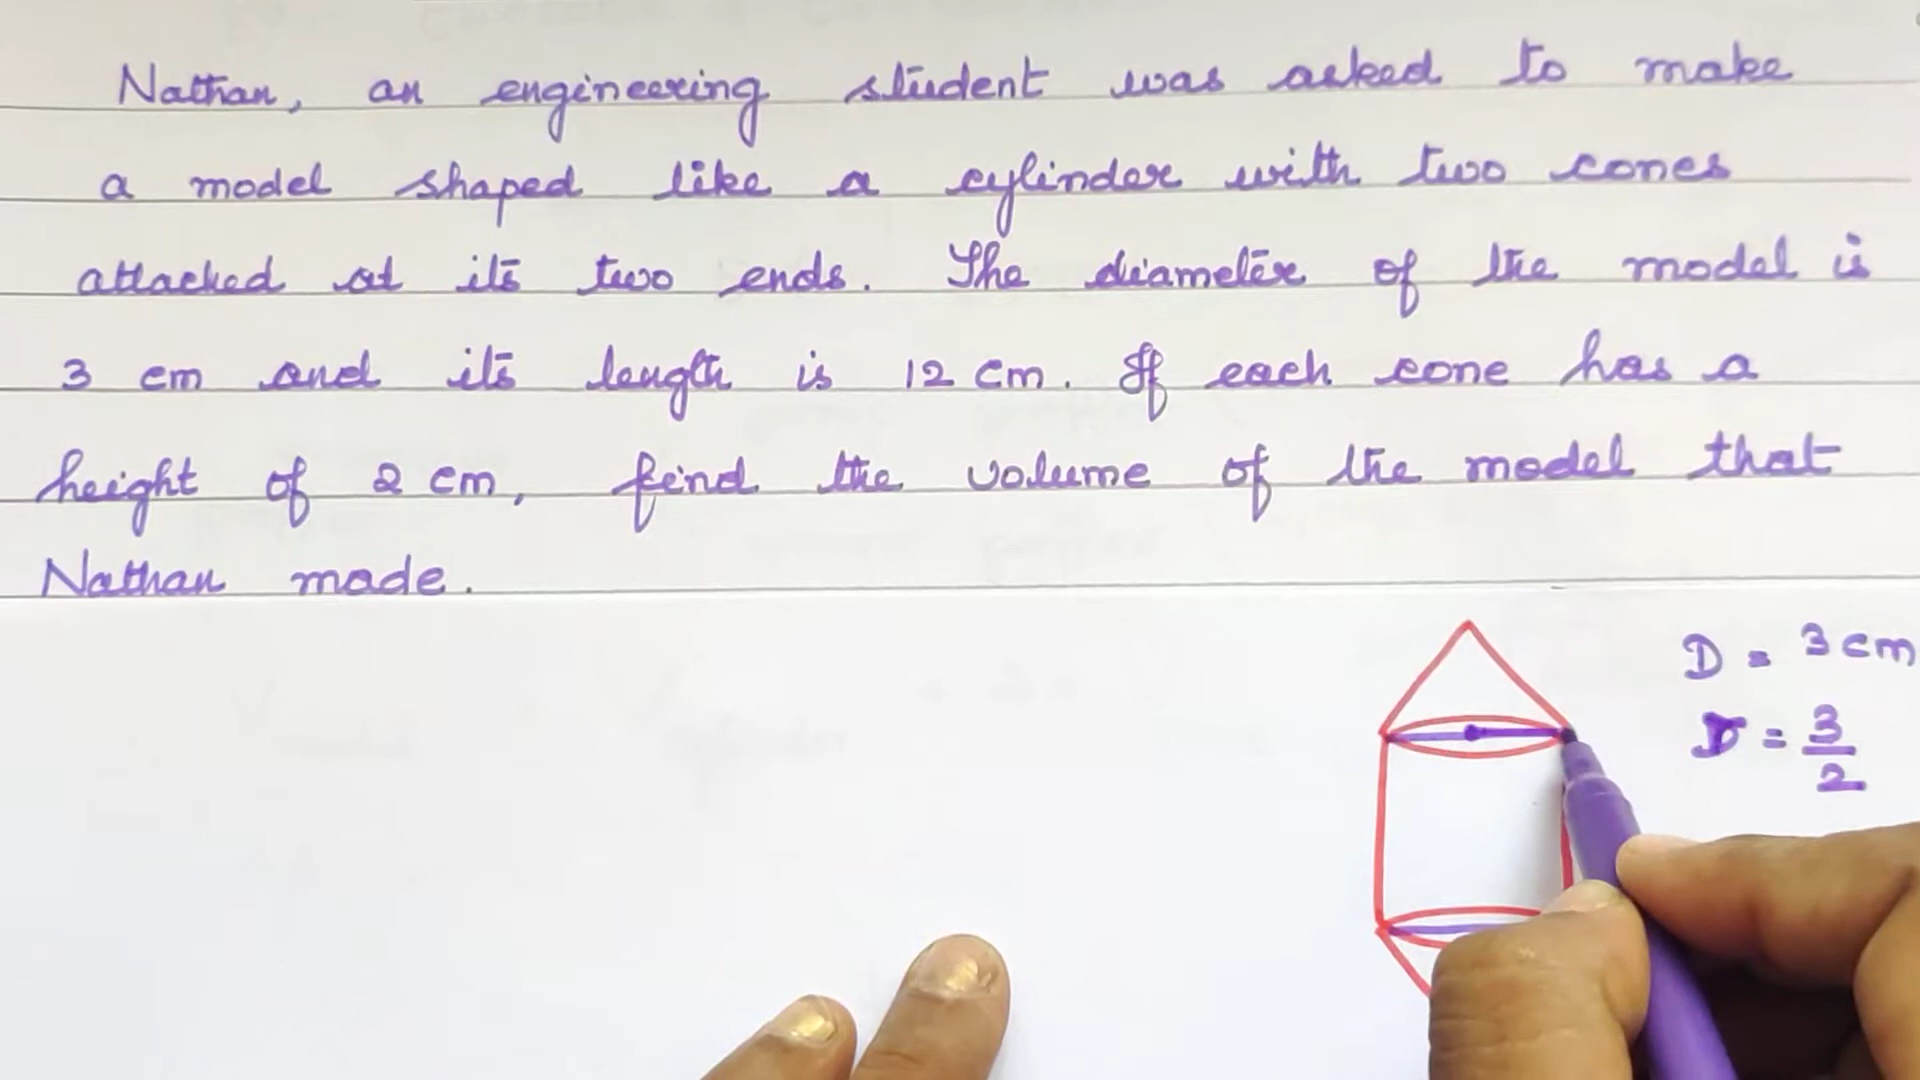 Nathan, an engineering student was asked to make
a model shaped like a cylinder with two cones
attached at its two ends. The diameter of the model is
3 cm and its length is 12 cm. If each cone has a
height of 2 cm, find the volume of the model that
Nathan made.
D = 3 cm
r = 3/2